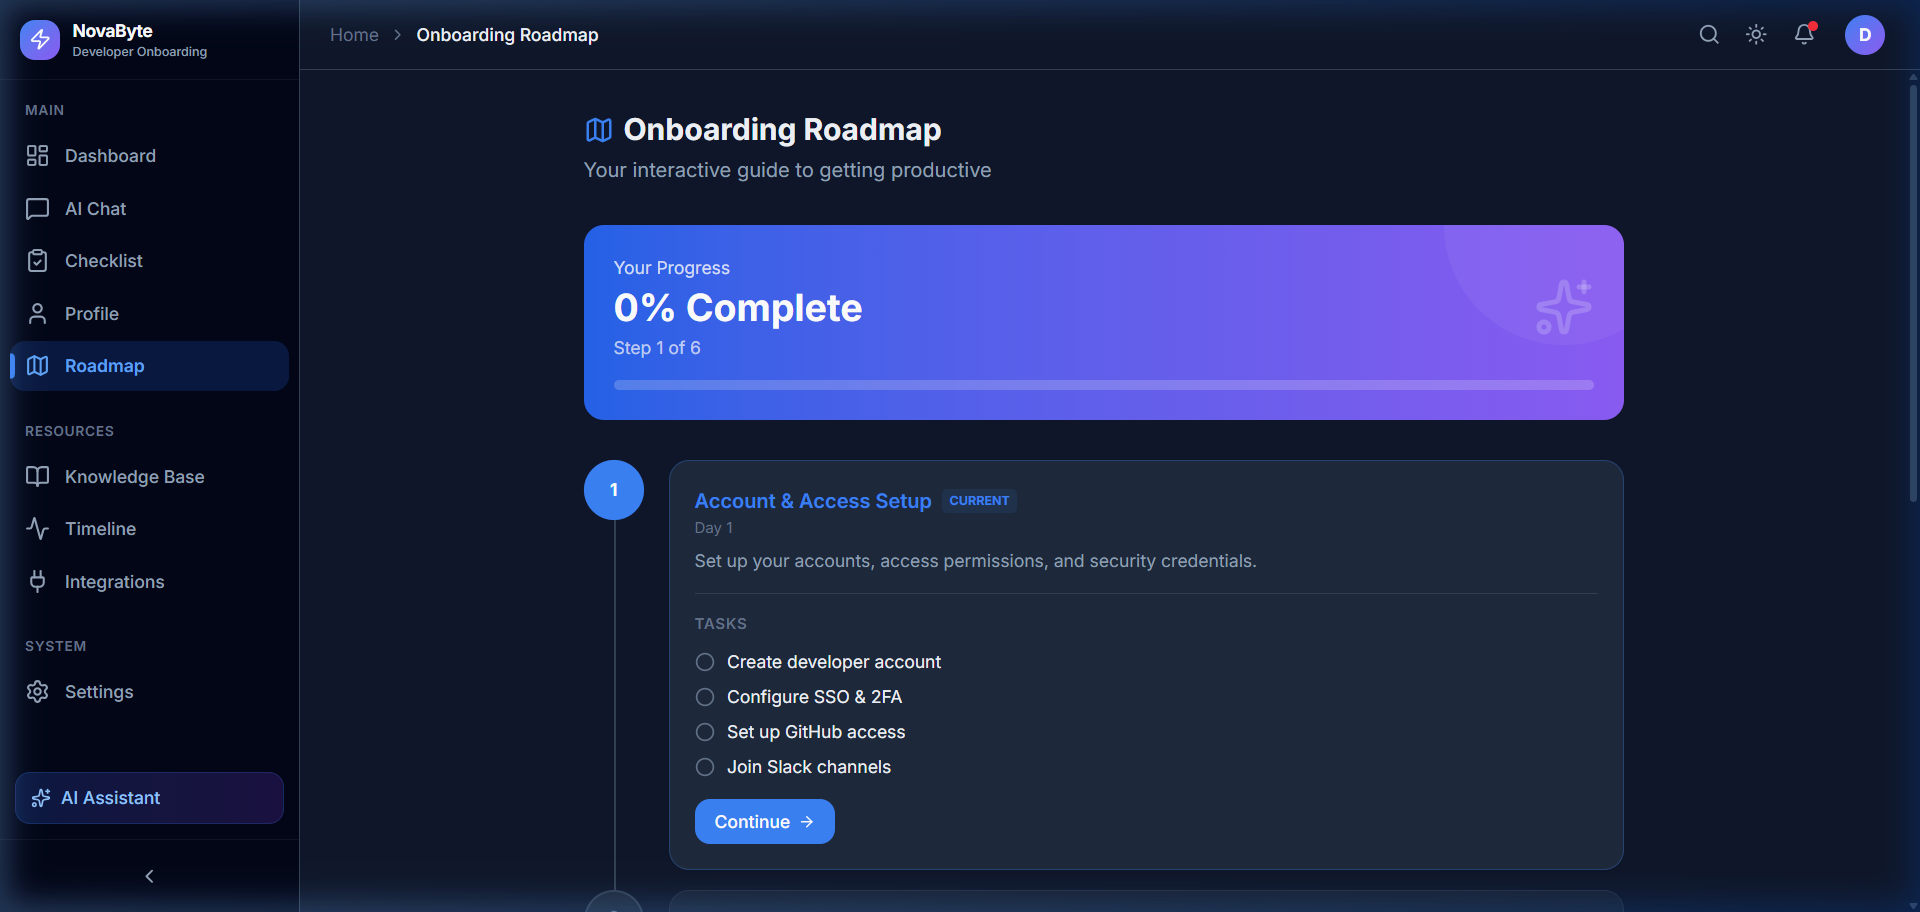 NovaByte
Developer Onboarding
MAIN
Dashboard
AI Chat
Checklist
Profile
Roadmap
RESOURCES
Knowledge Base
Timeline
Integrations
SYSTEM
Settings
AI Assistant
Home > Onboarding Roadmap
D
Onboarding Roadmap
Your interactive guide to getting productive
Your Progress
0% Complete
Step 1 of 6
1
Account & Access Setup CURRENT
Day 1
Set up your accounts, access permissions, and security credentials.
TASKS
Create developer account
Configure SSO & 2FA
Set up GitHub access
Join Slack channels
Continue →